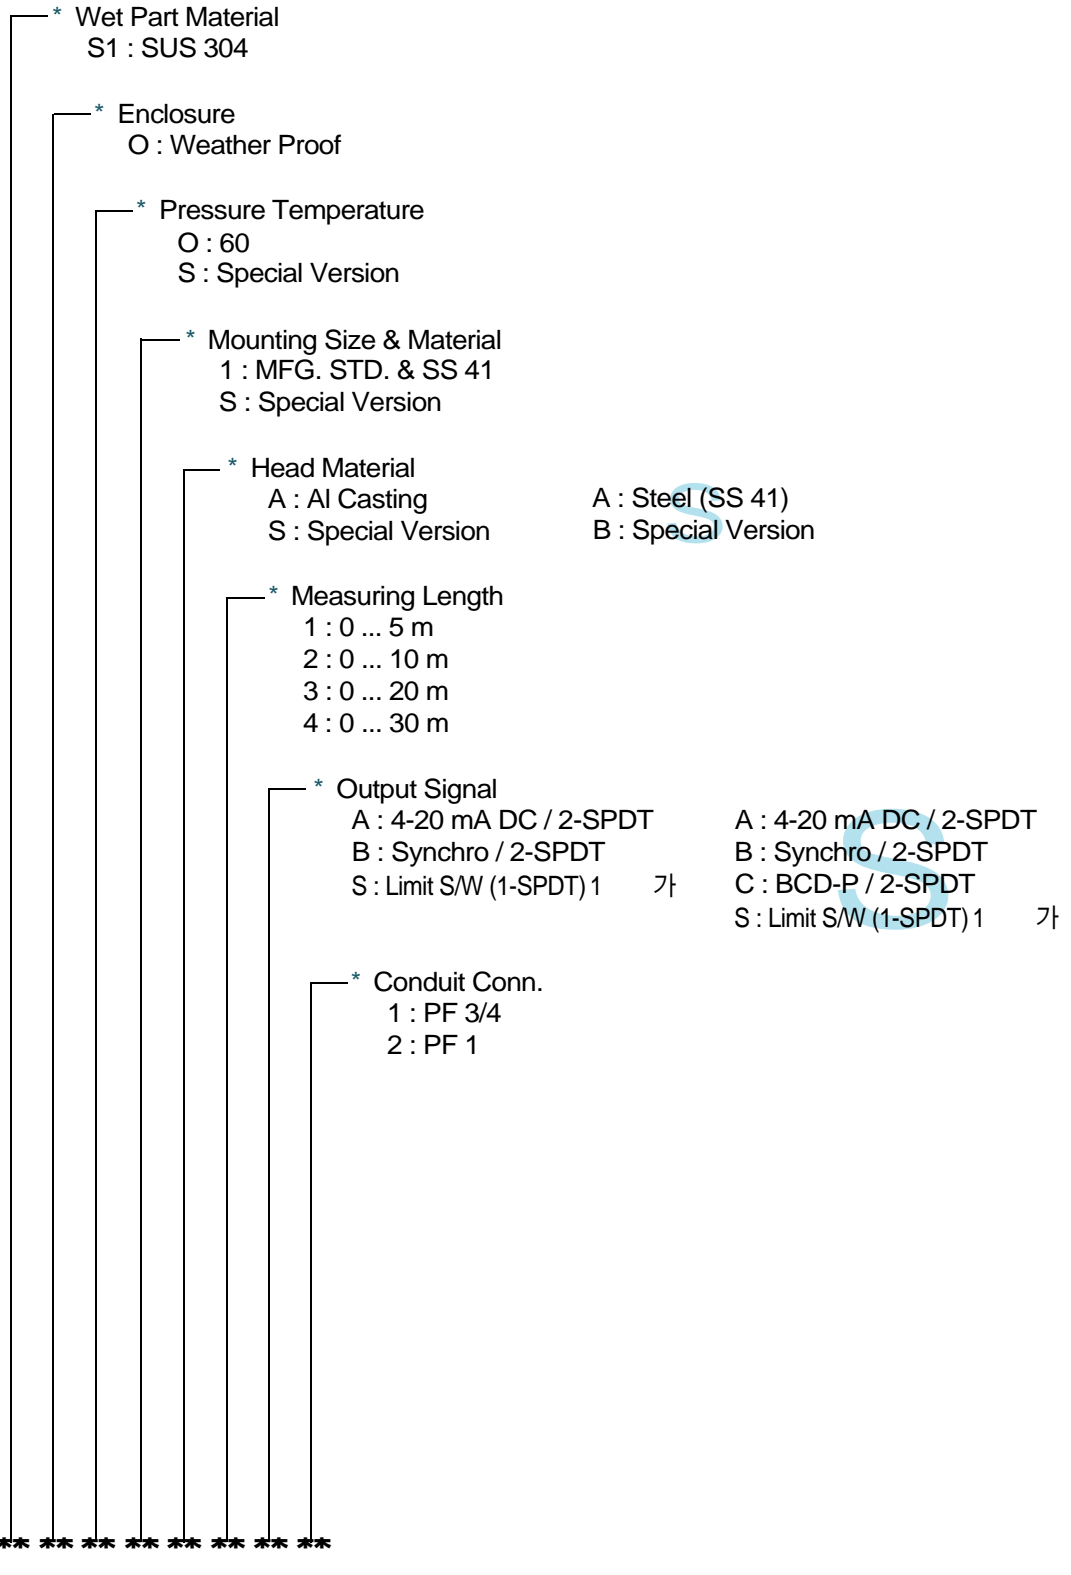 * Wet Part Material
S1 : SUS 304
* Enclosure
O : Weather Proof
* Pressure Temperature
O : 60
S : Special Version
* Mounting Size & Material
1 : MFG. STD. & SS 41
S : Special Version
* Head Material
A : Al Casting A : Steel (SS 41)
S : Special Version B : Special Version
S
* Measuring Length
1 : 0 ... 5 m
2 : 0 ... 10 m
3 : 0 ... 20 m
4 : 0 ... 30 m
* Output Signal
A : 4-20 mA DC / 2-SPDT A : 4-20 mA DC / 2-SPDT
B : Synchro / 2-SPDT B : Synchro / 2-SPDT
S : Limit S/W (1-SPDT) 1 가 C : BCD-P / 2-SPDT
S : Limit S/W (1-SPDT) 1 가
S
* Conduit Conn.
1 : PF 3/4
2 : PF 1
** ** ** ** ** ** ** **